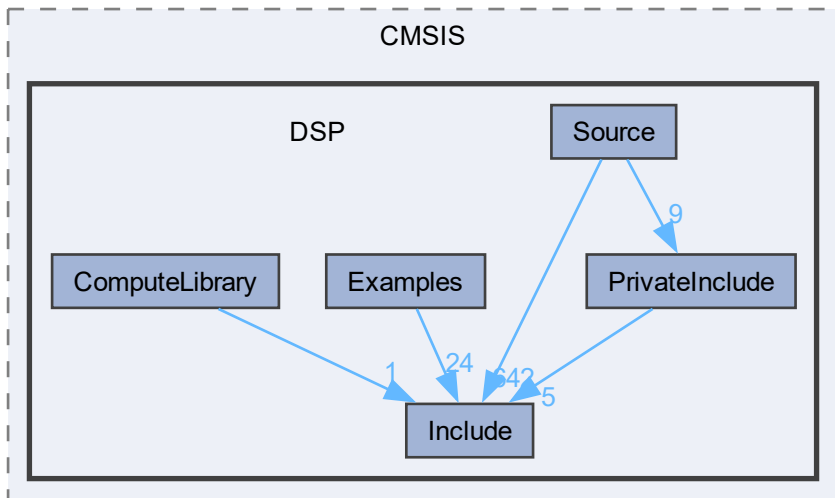 CMSIS
DSP
Source
9
ComputeLibrary
Examples
PrivateInclude
1
24
642
5
Include